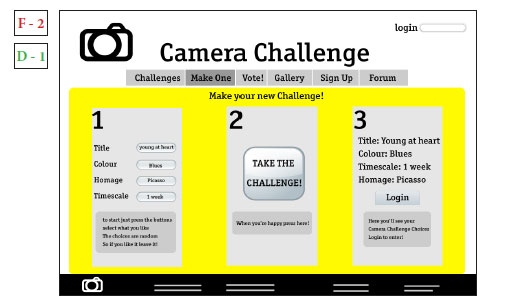 F - 2
D - 1
login
Camera Challenge
Challenges Make One Vote! Gallery Sign Up Forum
Make your new Challenge!
1
Title young at heart
Colour Blues
Homage Picasso
Timescale 1 week
to start just press the buttons
select what you like
The choices are random
So if you like it leave it!
2
TAKE THE
CHALLENGE!
When you're happy press here!
3
Title: Young at heart
Colour: Blues
Timescale: 1 week
Homage: Picasso
Login
Here you'll see your
Camera Challenge Choices
Login to enter!